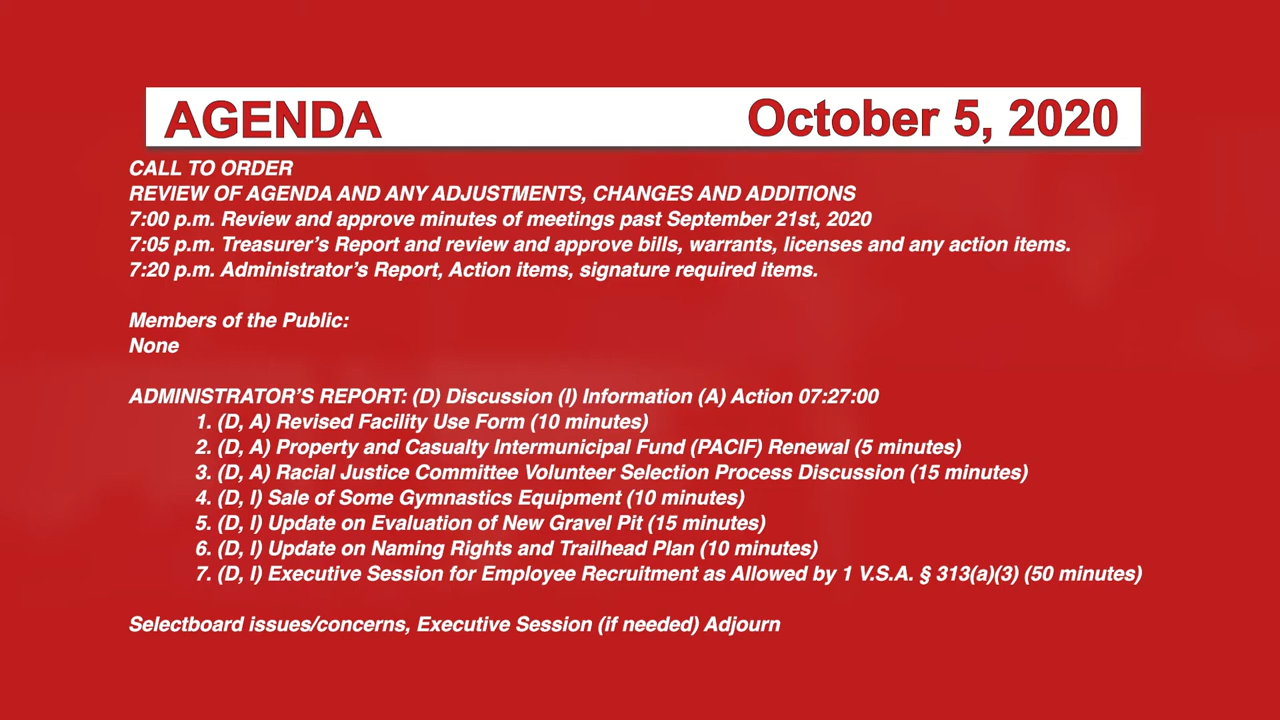 AGENDA October 5, 2020
CALL TO ORDER
REVIEW OF AGENDA AND ANY ADJUSTMENTS, CHANGES AND ADDITIONS
7:00 p.m. Review and approve minutes of meetings past September 21st, 2020
7:05 p.m. Treasurer’s Report and review and approve bills, warrants, licenses and any action items.
7:20 p.m. Administrator’s Report, Action items, signature required items.
Members of the Public:
None
ADMINISTRATOR’S REPORT: (D) Discussion (I) Information (A) Action 07:27:00
1. (D, A) Revised Facility Use Form (10 minutes)
2. (D, A) Property and Casualty Intermunicipal Fund (PACIF) Renewal (5 minutes)
3. (D, A) Racial Justice Committee Volunteer Selection Process Discussion (15 minutes)
4. (D, I) Sale of Some Gymnastics Equipment (10 minutes)
5. (D, I) Update on Evaluation of New Gravel Pit (15 minutes)
6. (D, I) Update on Naming Rights and Trailhead Plan (10 minutes)
7. (D, I) Executive Session for Employee Recruitment as Allowed by 1 V.S.A. § 313(a)(3) (50 minutes)
Selectboard issues/concerns, Executive Session (if needed) Adjourn